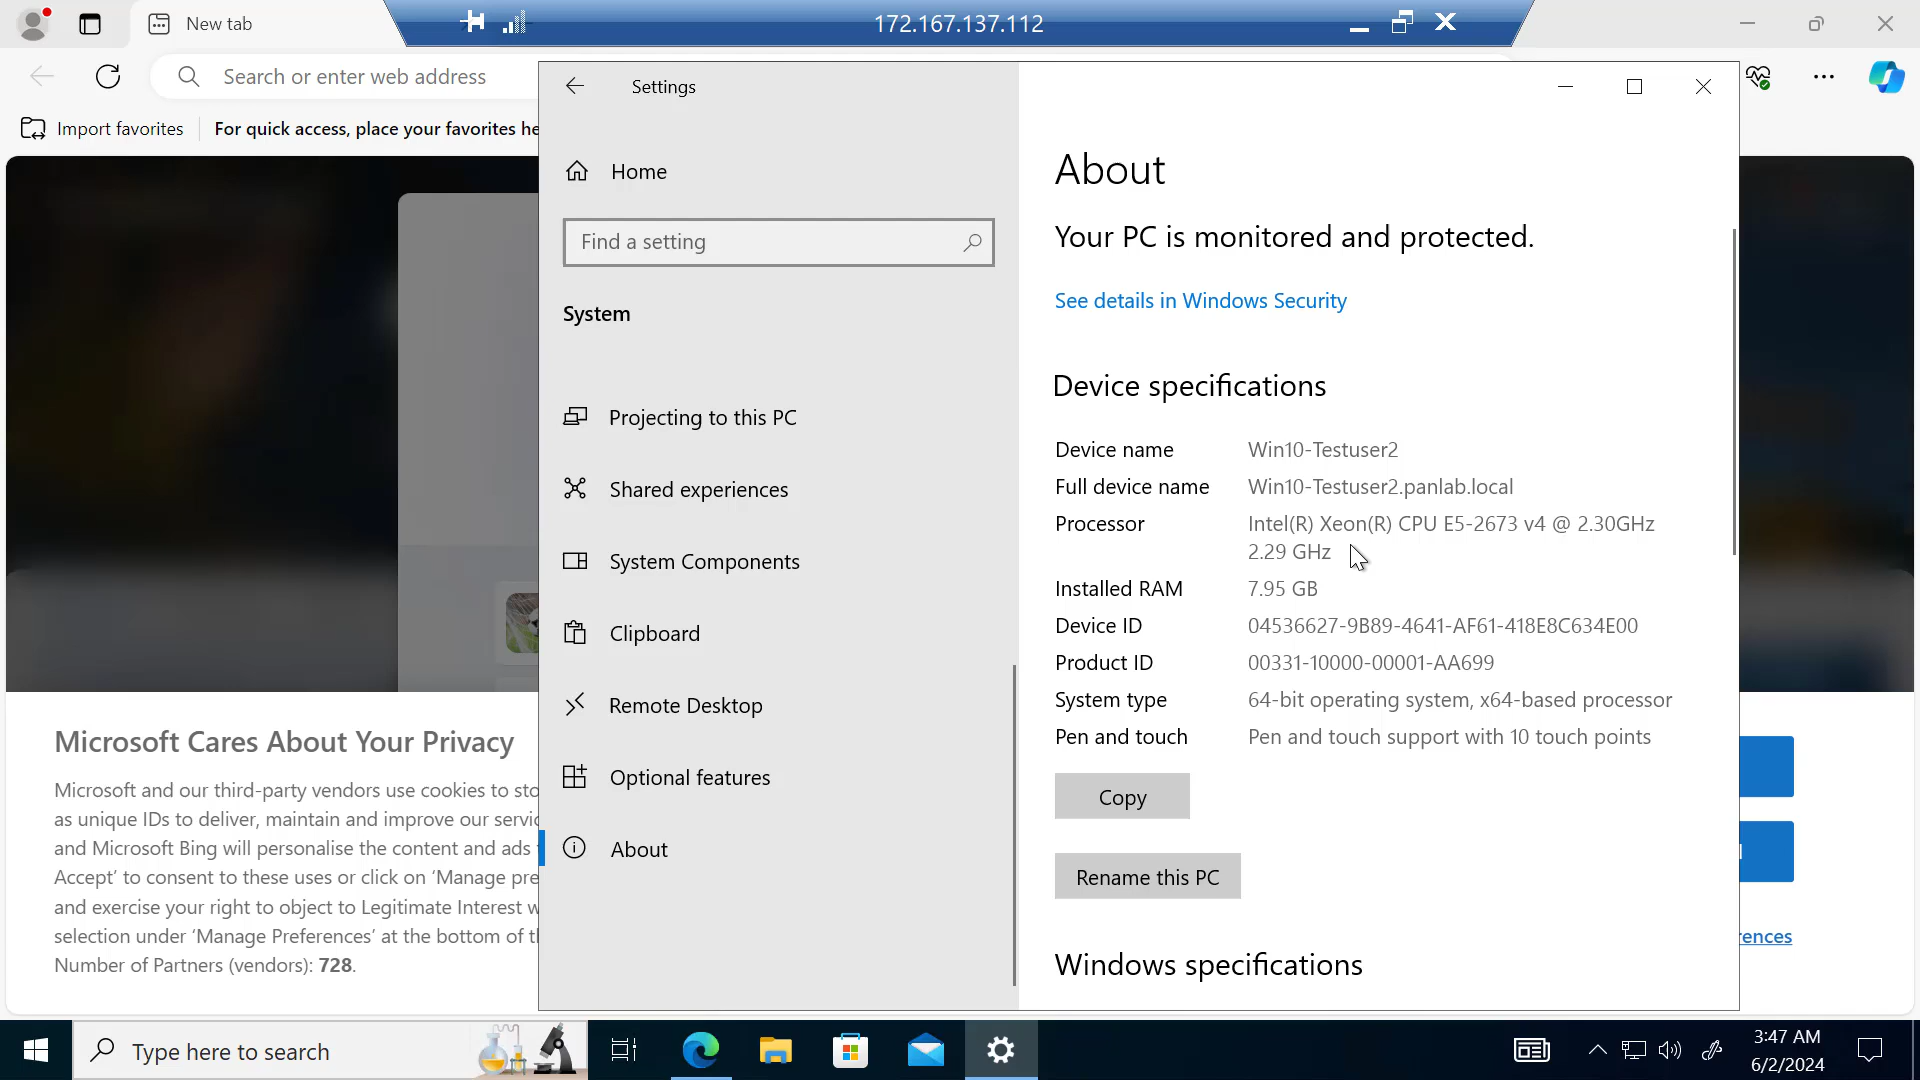 New tab
172.167.137.112
Search or enter web address
Import favorites
For quick access, place your favorites he
Settings
Home
Find a setting
System
Projecting to this PC
Shared experiences
System Components
Clipboard
Remote Desktop
Optional features
About
About
Your PC is monitored and protected.
See details in Windows Security
Device specifications
Device name Win10-Testuser2
Full device name Win10-Testuser2.panlab.local
Processor Intel(R) Xeon(R) CPU E5-2673 v4 @ 2.30GHz
2.29 GHz
Installed RAM 7.95 GB
Device ID 04536627-9B89-4641-AF61-418E8C634E00
Product ID 00331-10000-00001-AA699
System type 64-bit operating system, x64-based processor
Pen and touch Pen and touch support with 10 touch points
Copy
Rename this PC
Windows specifications
Microsoft Cares About Your Privacy
Microsoft and our third-party vendors use cookies to sto
as unique IDs to deliver, maintain and improve our servic
and Microsoft Bing will personalise the content and ads
Accept' to consent to these uses or click on 'Manage pre
and exercise your right to object to Legitimate Interest w
selection under 'Manage Preferences' at the bottom of t
Number of Partners (vendors): 728.
rences
Type here to search
3:47 AM
6/2/2024